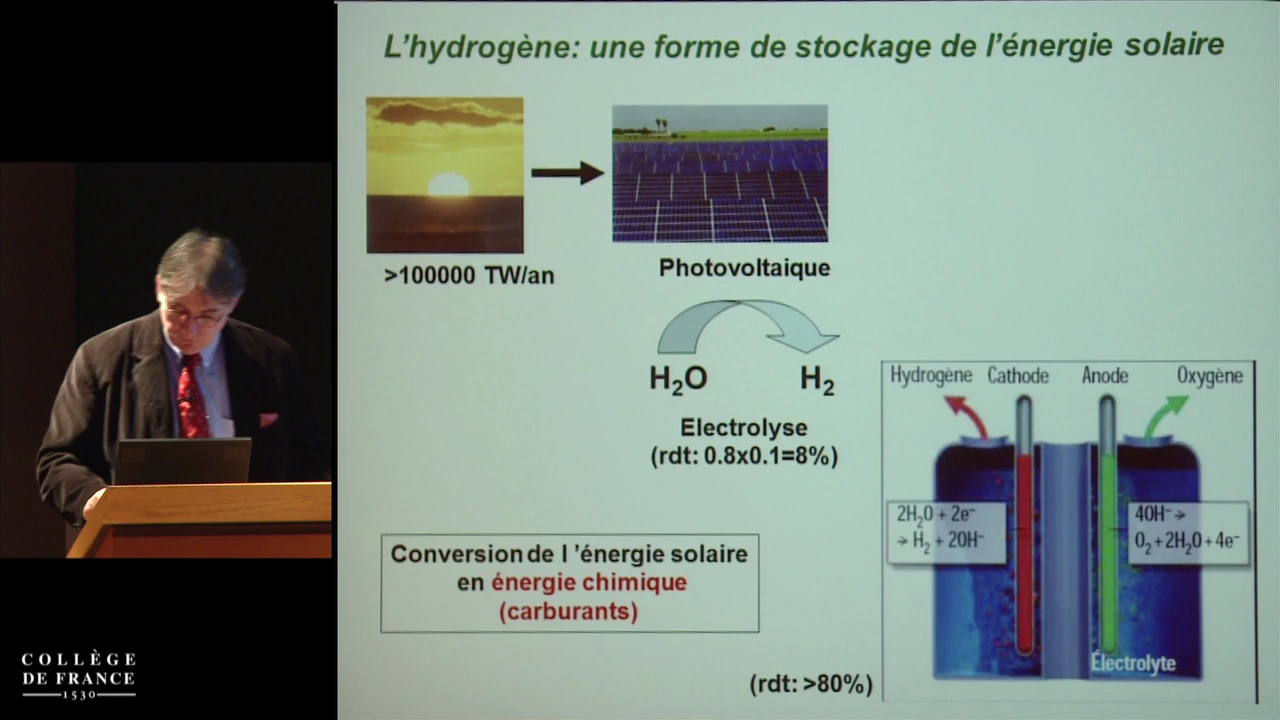 L'hydrogène: une forme de stockage de l'énergie solaire
>100000 TW/an
Photovoltaique
H₂O
H₂
Electrolyse
(rdt: 0.8x0.1=8%)
Hydrogène
Cathode
Anode
Oxygène
2H₂O + 2e⁻
→ H₂ + 2OH⁻
4OH⁻ →
O₂ + 2H₂O + 4e⁻
Électrolyte
Conversion de l 'énergie solaire
en énergie chimique
(carburants)
(rdt: >80%)
COLLÈGE
DE FRANCE
1530